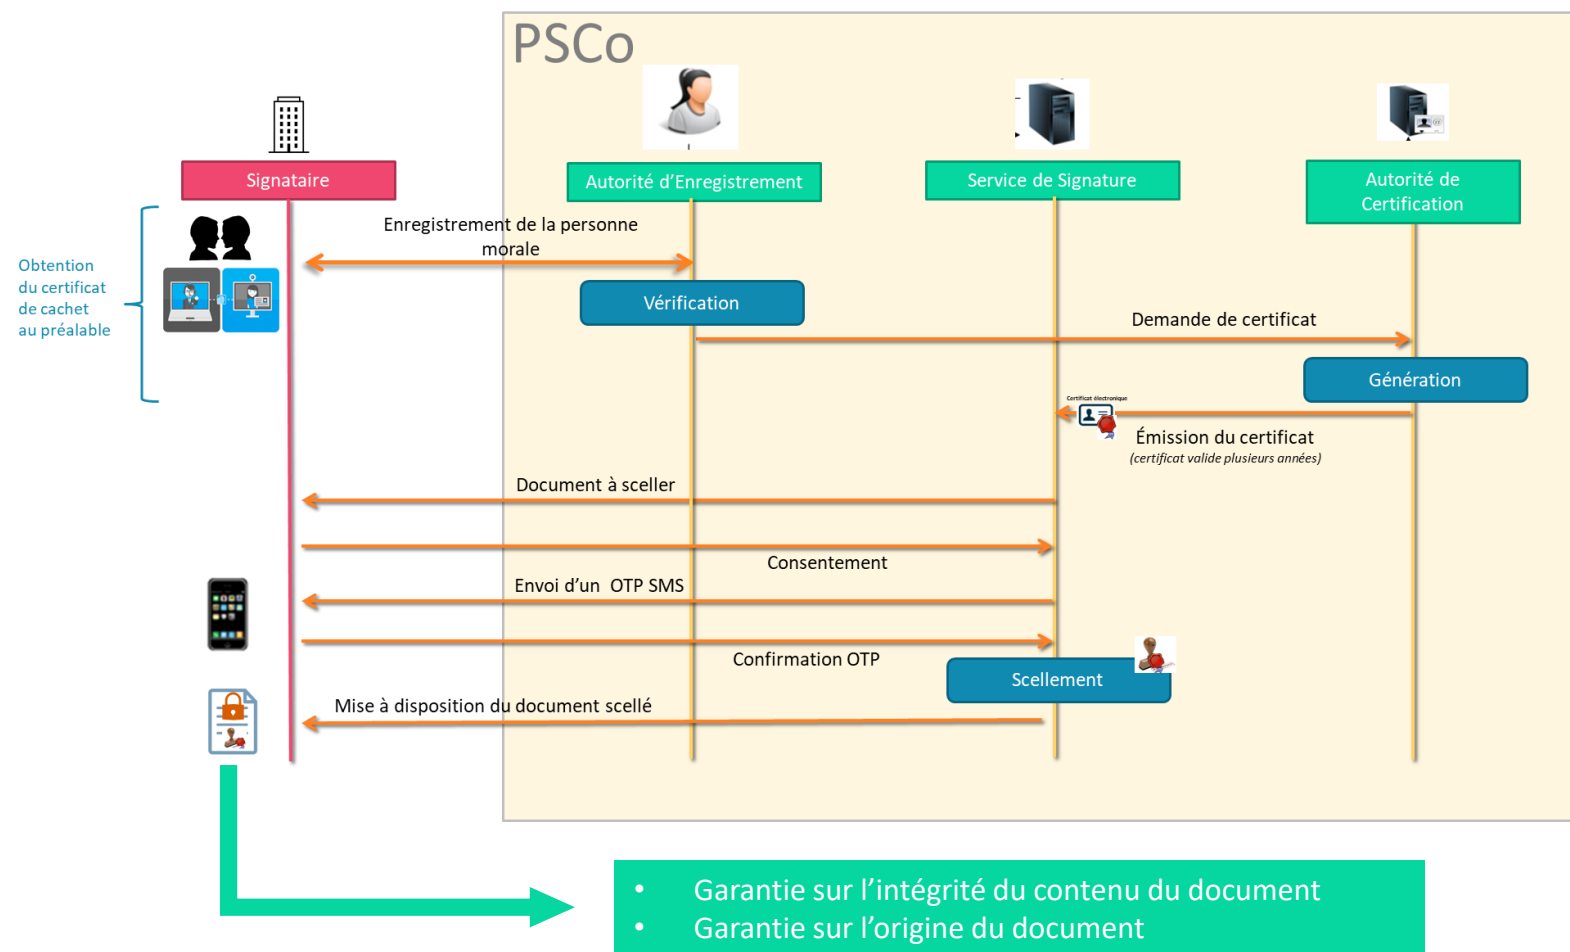 PSCo
Signataire
Autorité d'Enregistrement
Service de Signature
Autorité de
Certification
Enregistrement de la personne
morale
Obtention
du certificat
de cachet
au préalable
Vérification
Demande de certificat
Génération
Certificat électronique
Émission du certificat
(certificat valide plusieurs années)
Document à sceller
Consentement
Envoi d'un OTP SMS
Confirmation OTP
Scellement
Mise à disposition du document scellé
• Garantie sur l'intégrité du contenu du document
• Garantie sur l'origine du document